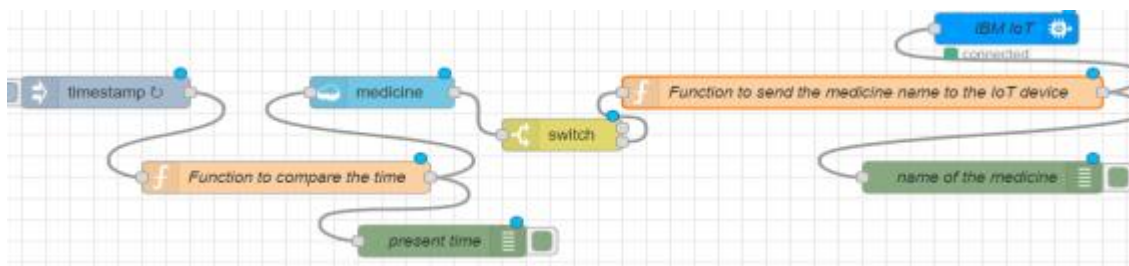 IBM IoT
connected
timestamp ↻
medicine
Function to send the medicine name to the IoT device
switch
Function to compare the time
name of the medicine
present time